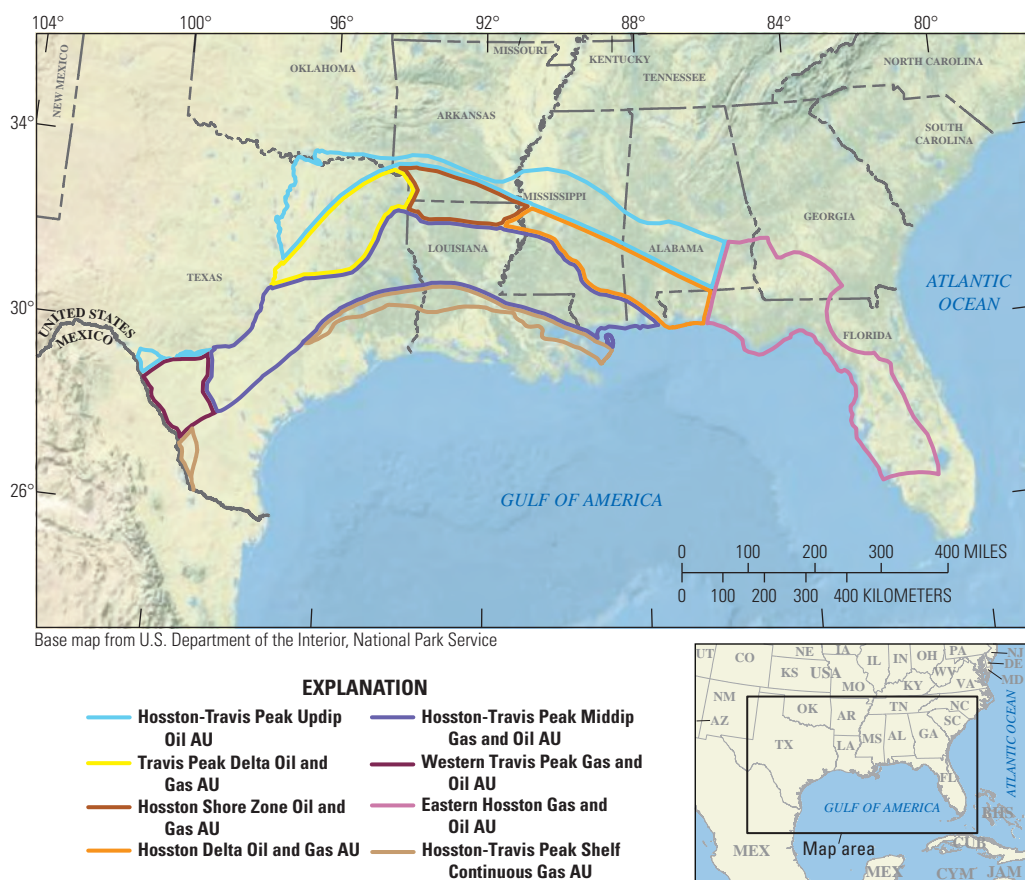 104° 100° 96° 92° 88° 84° 80°
MISSOURI
KENTUCKY
OKLAHOMA
TENNESSEE
NORTH CAROLINA
NEW MEXICO
ARKANSAS
34°
SOUTH
CAROLINA
MISSISSIPPI
GEORGIA
LOUISIANA
ALABAMA
TEXAS
ATLANTIC
OCEAN
30°
UNITED STATES
MEXICO
FLORIDA
26°
GULF OF AMERICA
0 100 200 300 400 MILES
0 100 200 300 400 KILOMETERS
Base map from U.S. Department of the Interior, National Park Service
EXPLANATION
Hosston-Travis Peak Updip
Oil AU
Travis Peak Delta Oil and
Gas AU
Hosston Shore Zone Oil and
Gas AU
Hosston Delta Oil and Gas AU
Hosston-Travis Peak Middip
Gas and Oil AU
Western Travis Peak Gas and
Oil AU
Eastern Hosston Gas and
Oil AU
Hosston-Travis Peak Shelf
Continuous Gas AU
UT CO NE IA IL IN OH PA NJ
DE
KS USA MO KY WV VA MD
NM OK AR TN NC
AZ SC
TX LA MS AL GA
FL
ATLANTIC OCEAN
GULF OF AMERICA
BHS
Map area
CUB
MEX MEX CYM JAM